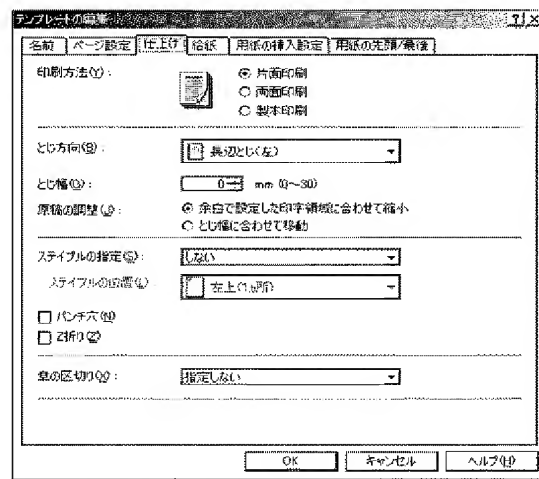 テンプレートの編集 ? ×
名前 ページ設定 仕上げ 給紙 用紙の挿入設定 用紙の先頭/最後
印刷方法(Y) :
片面印刷
両面印刷
製本印刷
とじ方向(B) :
長辺とじ(左)
とじ幅(Q) :
0 mm (0~30)
原稿の調整(J) :
余白で設定した印字領域に合わせて縮小
とじ幅に合わせて移動
ステイプルの指定(S) :
しない
ステイプルの位置(L) :
左上(1ヵ所)
パンチ穴(N)
Z折り(Z)
章の区切り(X) :
指定しない
OK キャンセル ヘルプ(H)